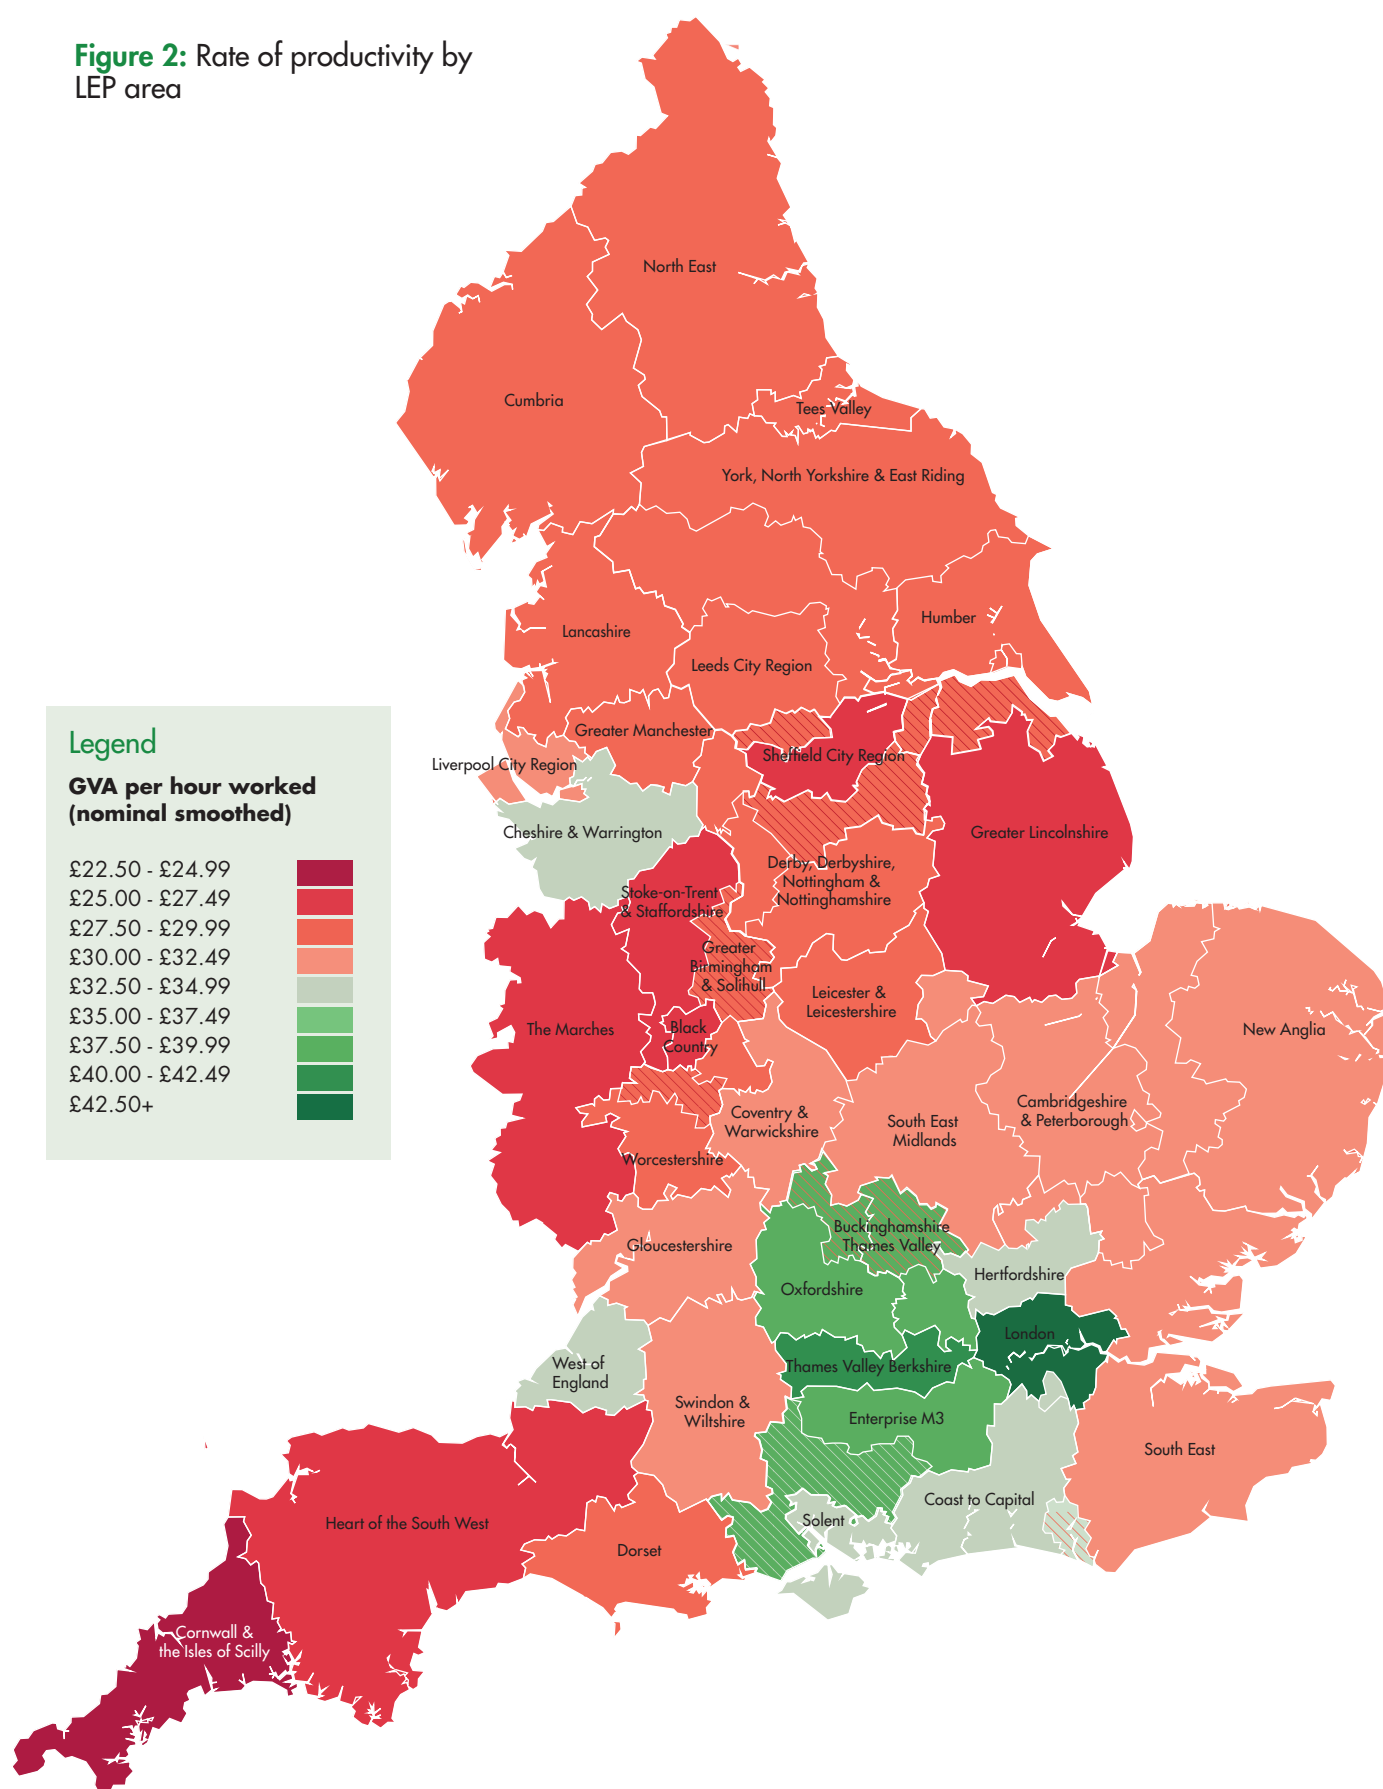 Figure 2: Rate of productivity by
LEP area
North East
Cumbria
Tees Valley
York, North Yorkshire & East Riding
Humber
Lancashire
Leeds City Region
Greater Manchester
Sheffield City Region
Liverpool City Region
Cheshire & Warrington
Greater Lincolnshire
Derby, Derbyshire,
Nottingham &
Nottinghamshire
Stoke-on-Trent
& Staffordshire
Greater
Birmingham
& Solihull
Leicester &
Leicestershire
The Marches
Black
Country
New Anglia
Cambridgeshire
& Peterborough
Coventry &
Warwickshire
South East
Midlands
Worcestershire
Buckinghamshire
Thames Valley
Gloucestershire
Hertfordshire
Oxfordshire
London
Thames Valley Berkshire
West of
England
Swindon &
Wiltshire
Enterprise M3
South East
Coast to Capital
Solent
Heart of the South West
Dorset
Cornwall &
the Isles of Scilly
Legend
GVA per hour worked
(nominal smoothed)
£22.50 - £24.99
£25.00 - £27.49
£27.50 - £29.99
£30.00 - £32.49
£32.50 - £34.99
£35.00 - £37.49
£37.50 - £39.99
£40.00 - £42.49
£42.50+